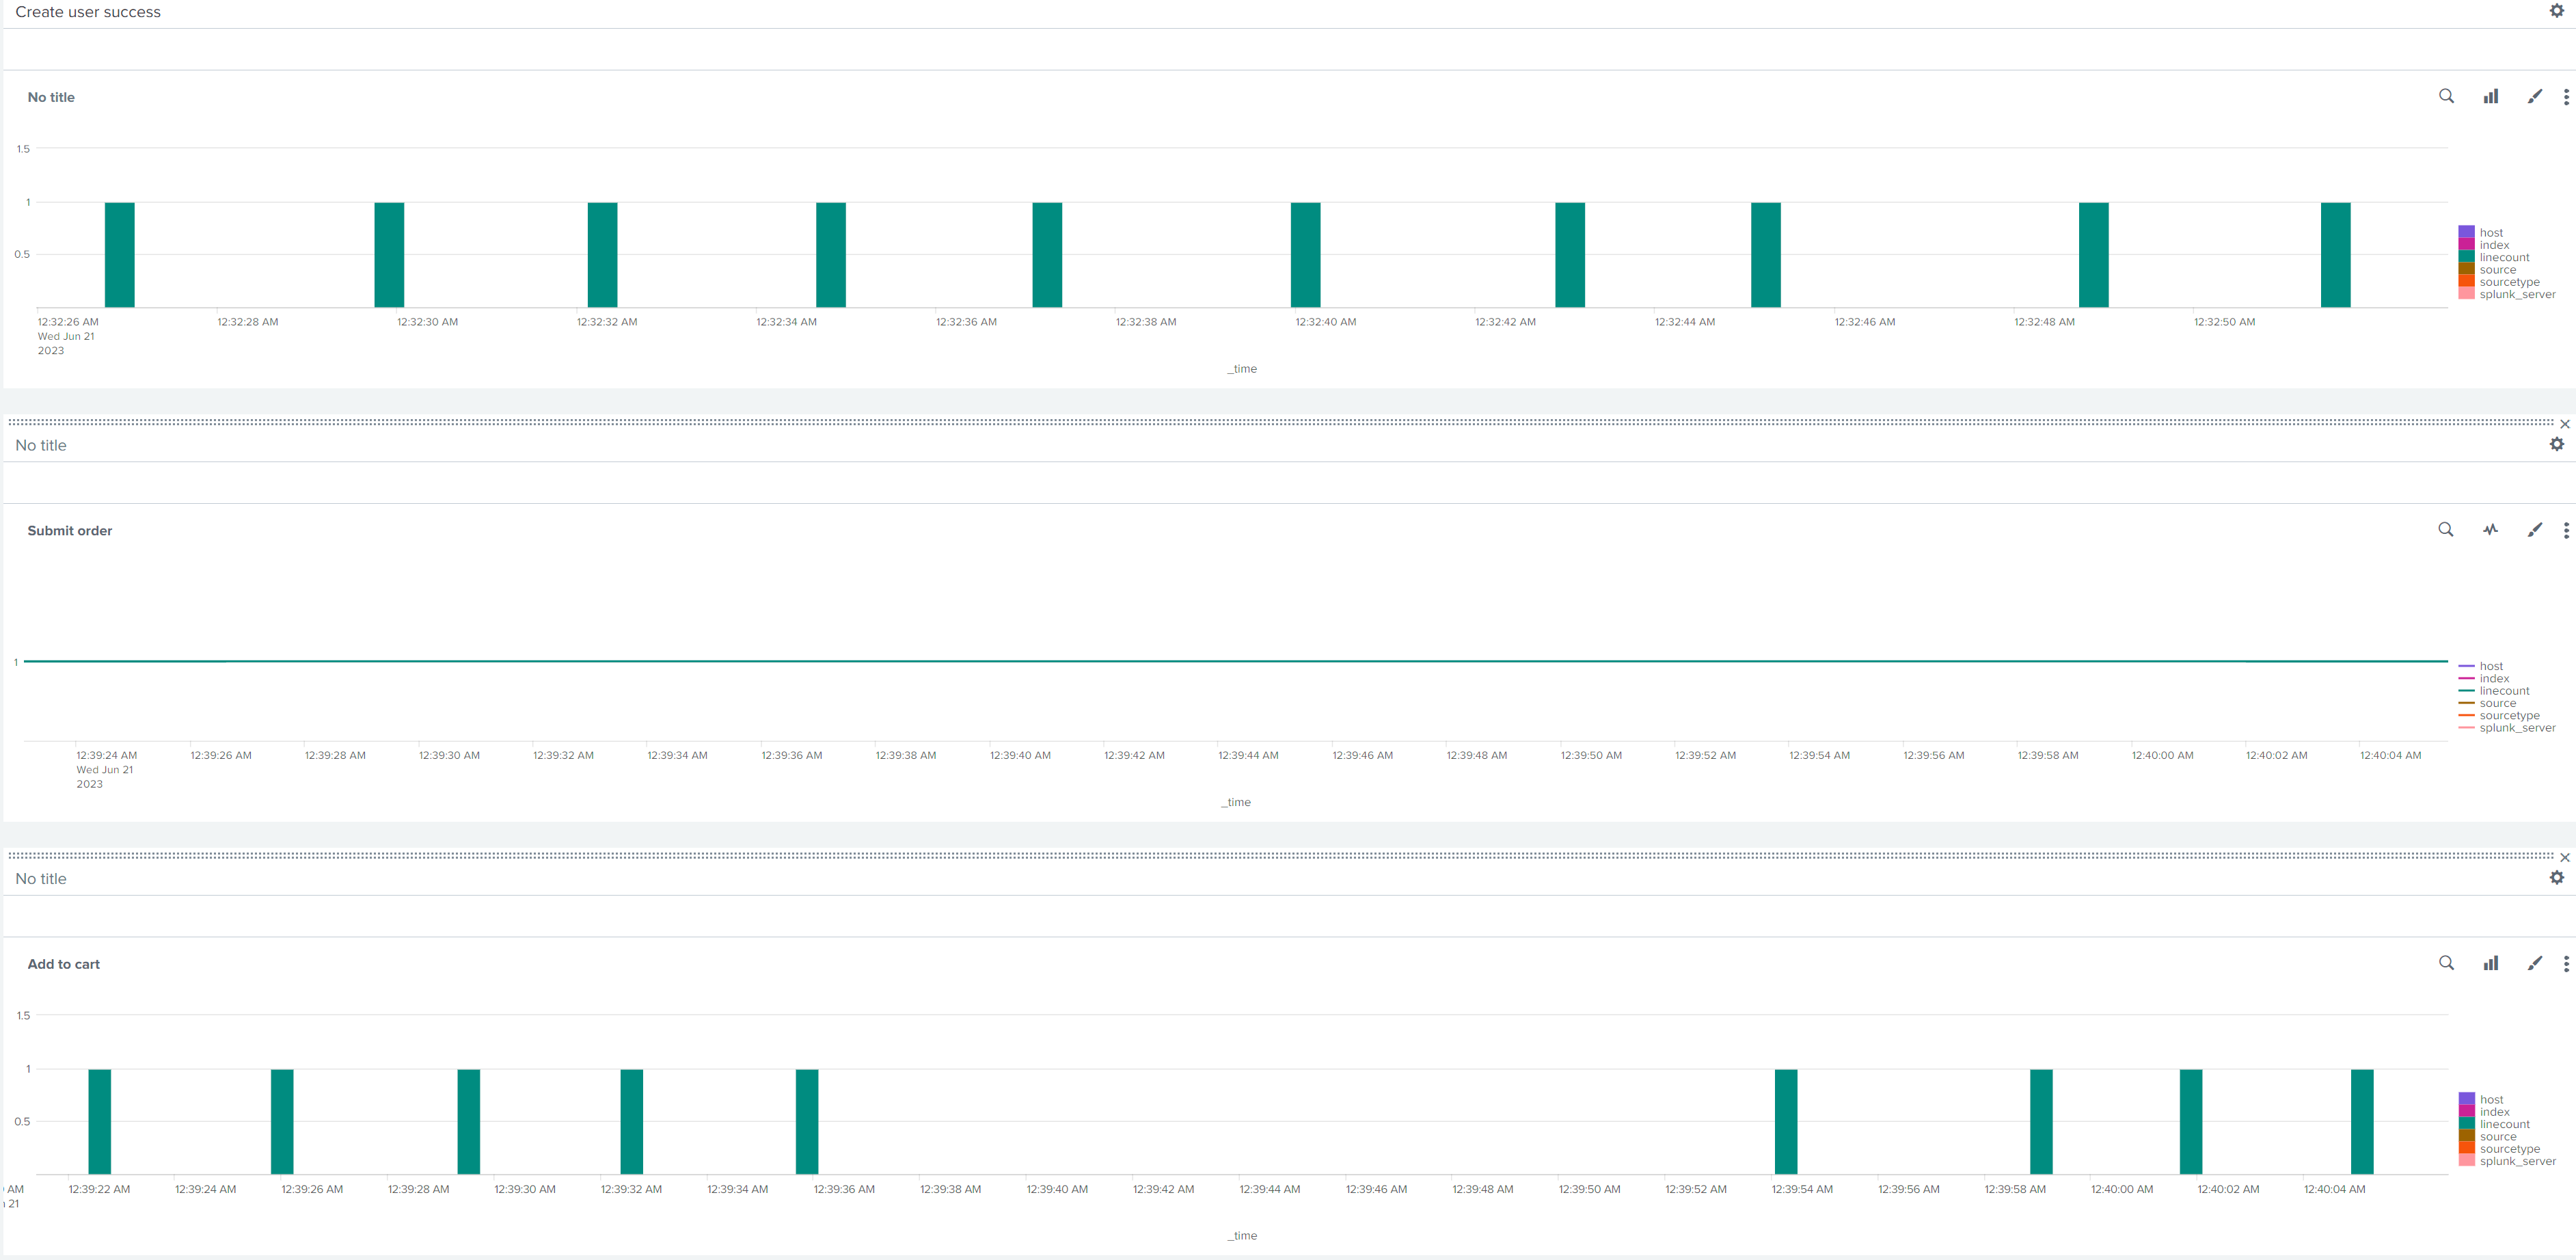 Create user success
No title
1.5
1
0.5
host
index
linecount
source
sourcetype
splunk_server
12:32:26 AM 12:32:28 AM 12:32:30 AM 12:32:32 AM 12:32:34 AM 12:32:36 AM 12:32:38 AM 12:32:40 AM 12:32:42 AM 12:32:44 AM 12:32:46 AM 12:32:48 AM 12:32:50 AM
Wed Jun 21
2023
_time
No title
Submit order
1
host
index
linecount
source
sourcetype
splunk_server
12:39:24 AM 12:39:26 AM 12:39:28 AM 12:39:30 AM 12:39:32 AM 12:39:34 AM 12:39:36 AM 12:39:38 AM 12:39:40 AM 12:39:42 AM 12:39:44 AM 12:39:46 AM 12:39:48 AM 12:39:50 AM 12:39:52 AM 12:39:54 AM 12:39:56 AM 12:39:58 AM 12:40:00 AM 12:40:02 AM 12:40:04 AM
Wed Jun 21
2023
_time
No title
Add to cart
1.5
1
0.5
host
index
linecount
source
sourcetype
splunk_server
AM 12:39:22 AM 12:39:24 AM 12:39:26 AM 12:39:28 AM 12:39:30 AM 12:39:32 AM 12:39:34 AM 12:39:36 AM 12:39:38 AM 12:39:40 AM 12:39:42 AM 12:39:44 AM 12:39:46 AM 12:39:48 AM 12:39:50 AM 12:39:52 AM 12:39:54 AM 12:39:56 AM 12:39:58 AM 12:40:00 AM 12:40:02 AM 12:40:04 AM
21
_time